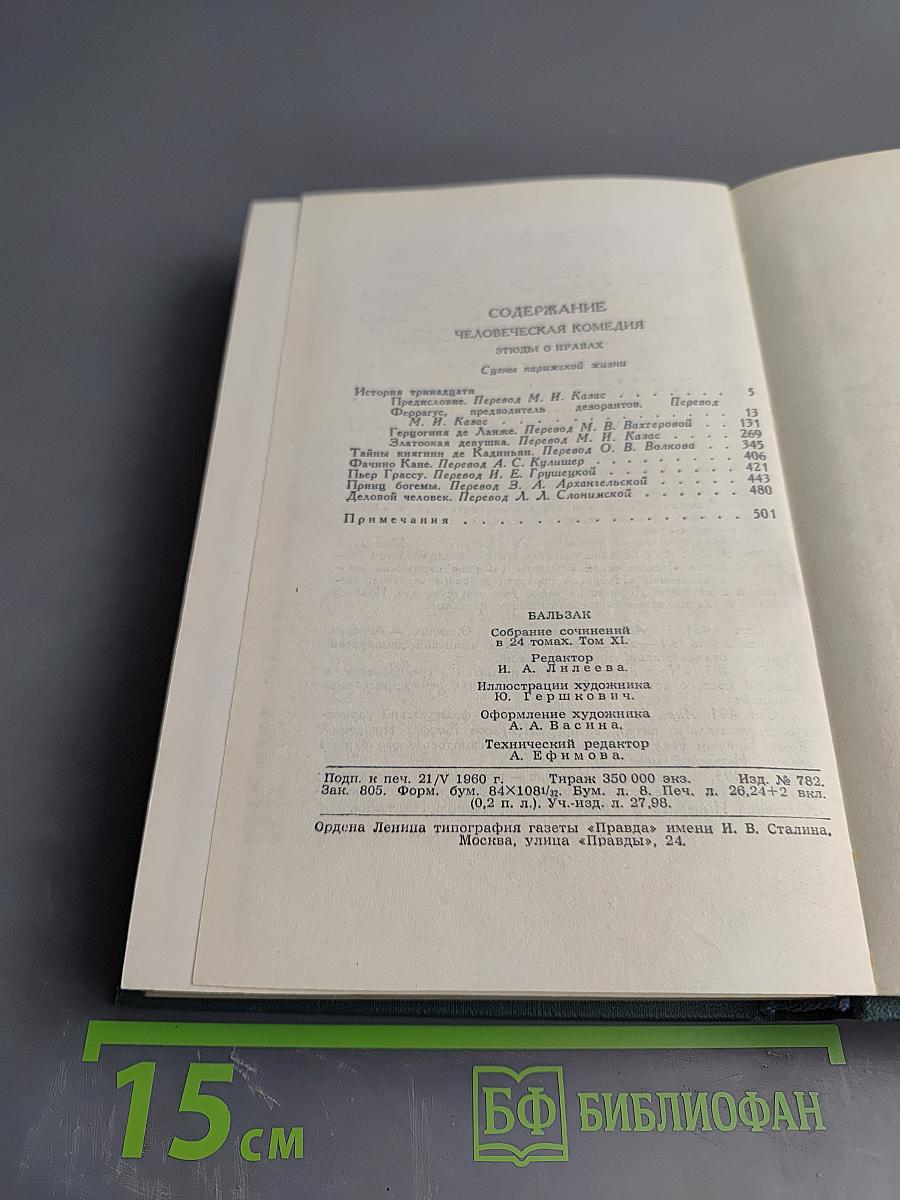 СОДЕРЖАНИЕ
ЧЕЛОВЕЧЕСКАЯ КОМЕДИЯ
ЭТЮДЫ О НРАВАХ
Сцены парижской жизни
История тринадцати
Предисловие. Перевод М. И. Казас . . . . . . 5
Феррагус, предводитель деворантов. Перевод
М. И. Казас . . . . . . . . . . . . . 13
Герцогиня де Ланже. Перевод М. В. Вахтеровой . . 131
Златоокая девушка. Перевод М. И. Казас . . . . 269
Тайны княгини де Кадиньян. Перевод О. В. Волкова . . 345
Фачино Кане. Перевод А. С. Кулишер . . . . . . . 406
Пьер Грассу. Перевод И. Е. Грушецкой . . . . . . . 421
Принц богемы. Перевод З. А. Архангельской . . . . . 443
Деловой человек. Перевод Л. Л. Слонимской . . . . . . 480
Примечания . . . . . . . . . . . . . . . . 501
БАЛЬЗАК
Собрание сочинений
в 24 томах. Том XI.
Редактор
И. А. Лилеева.
Иллюстрации художника
Ю. Гершкович.
Оформление художника
А. А. Васина.
Технический редактор
А. Ефимова.
Подп. к печ. 21/V 1960 г. Тираж 350 000 экз. Изд. № 782.
Зак. 805. Форм. бум. 84×108¹/₃₂. Бум. л. 8. Печ. л. 26,24+2 вкл.
(0,2 п. л.). Уч.-изд. л. 27,98.
Ордена Ленина типография газеты «Правда» имени И. В. Сталина.
Москва, улица «Правды», 24.
15 см
БФ БИБЛИОФАН